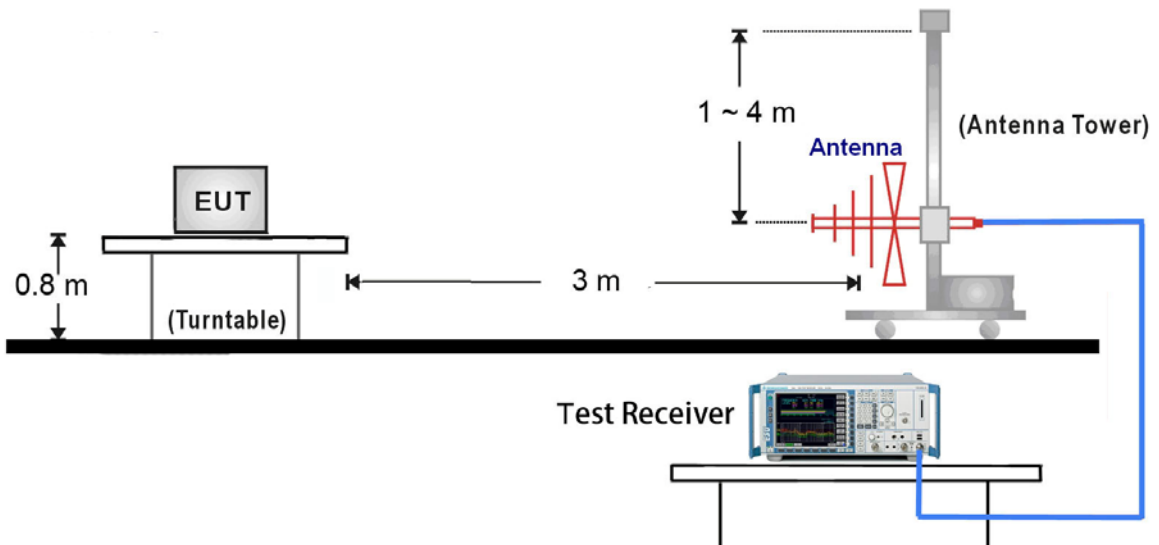 1 ~ 4 m
(Antenna Tower)
Antenna
EUT
0.8 m
3 m
(Turntable)
Test Receiver